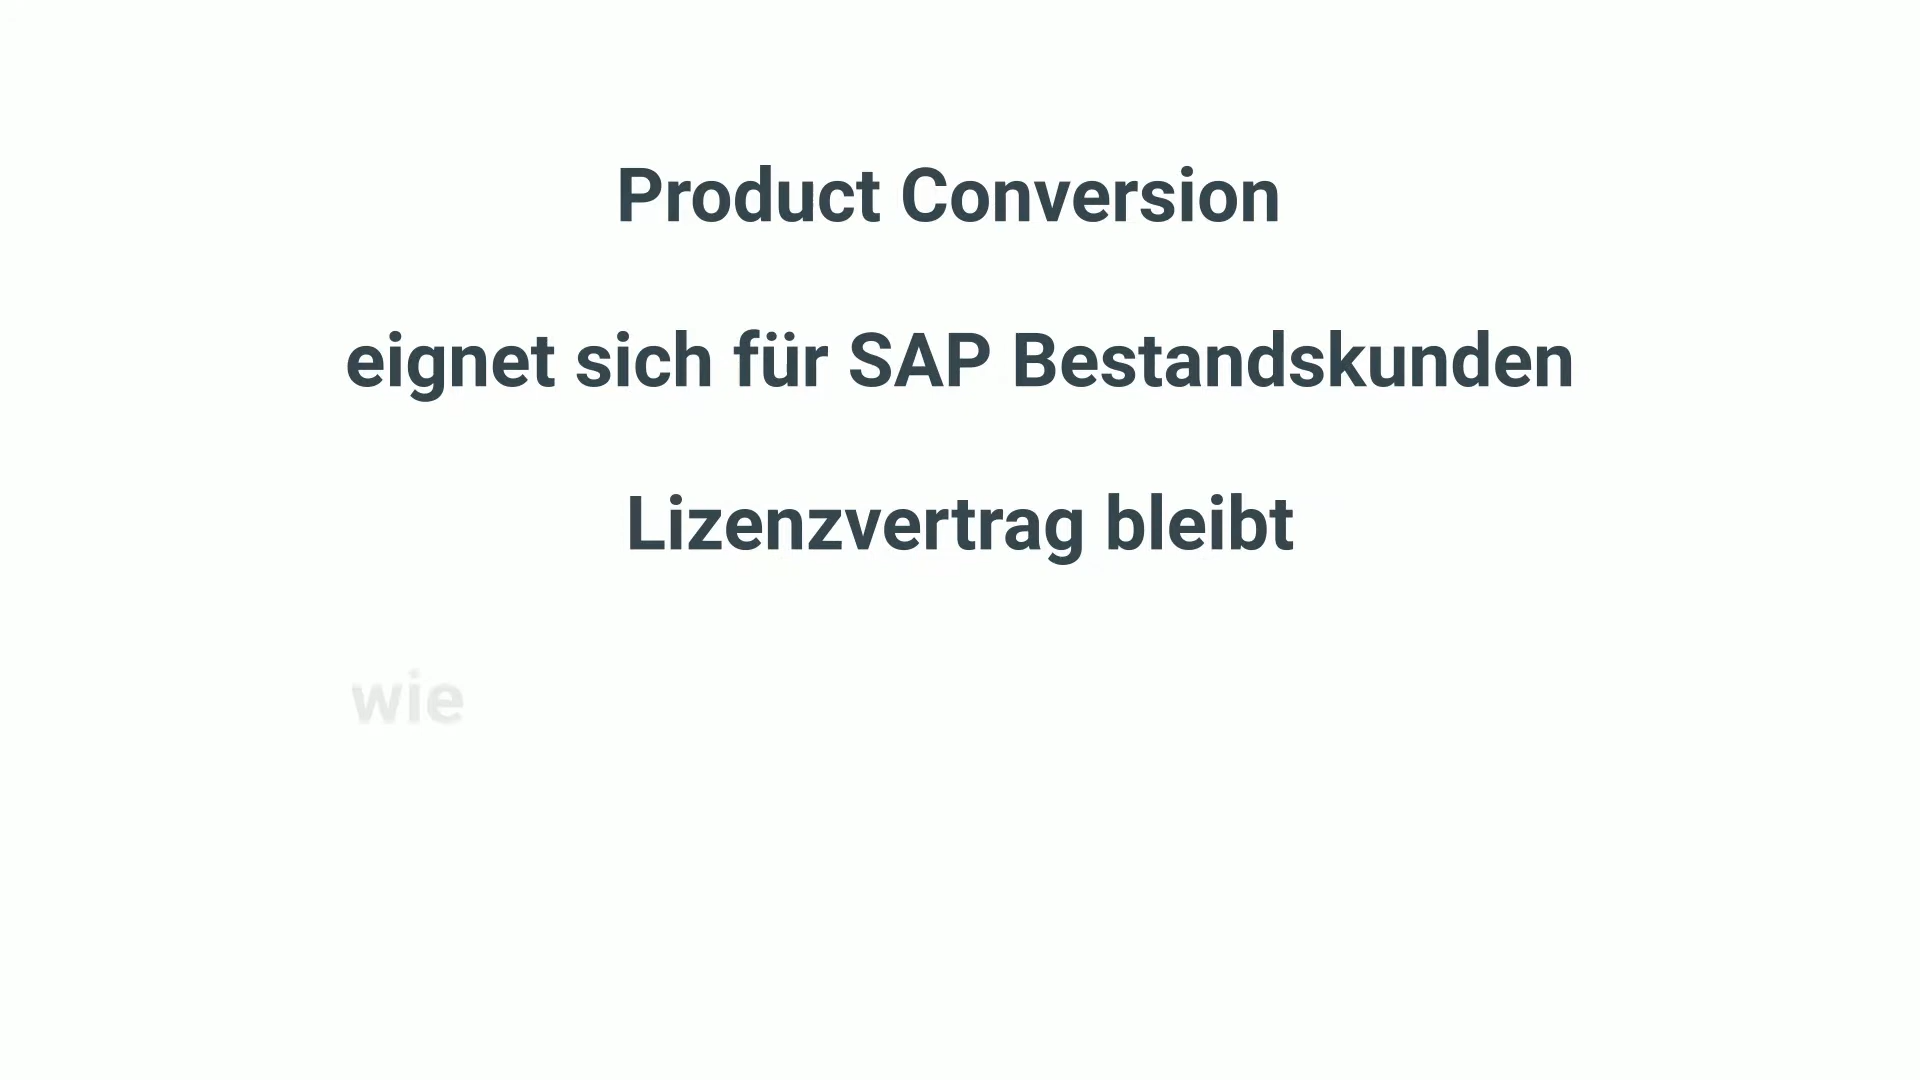 Product Conversion
eignet sich für SAP Bestandskunden
Lizenzvertrag bleibt
wie